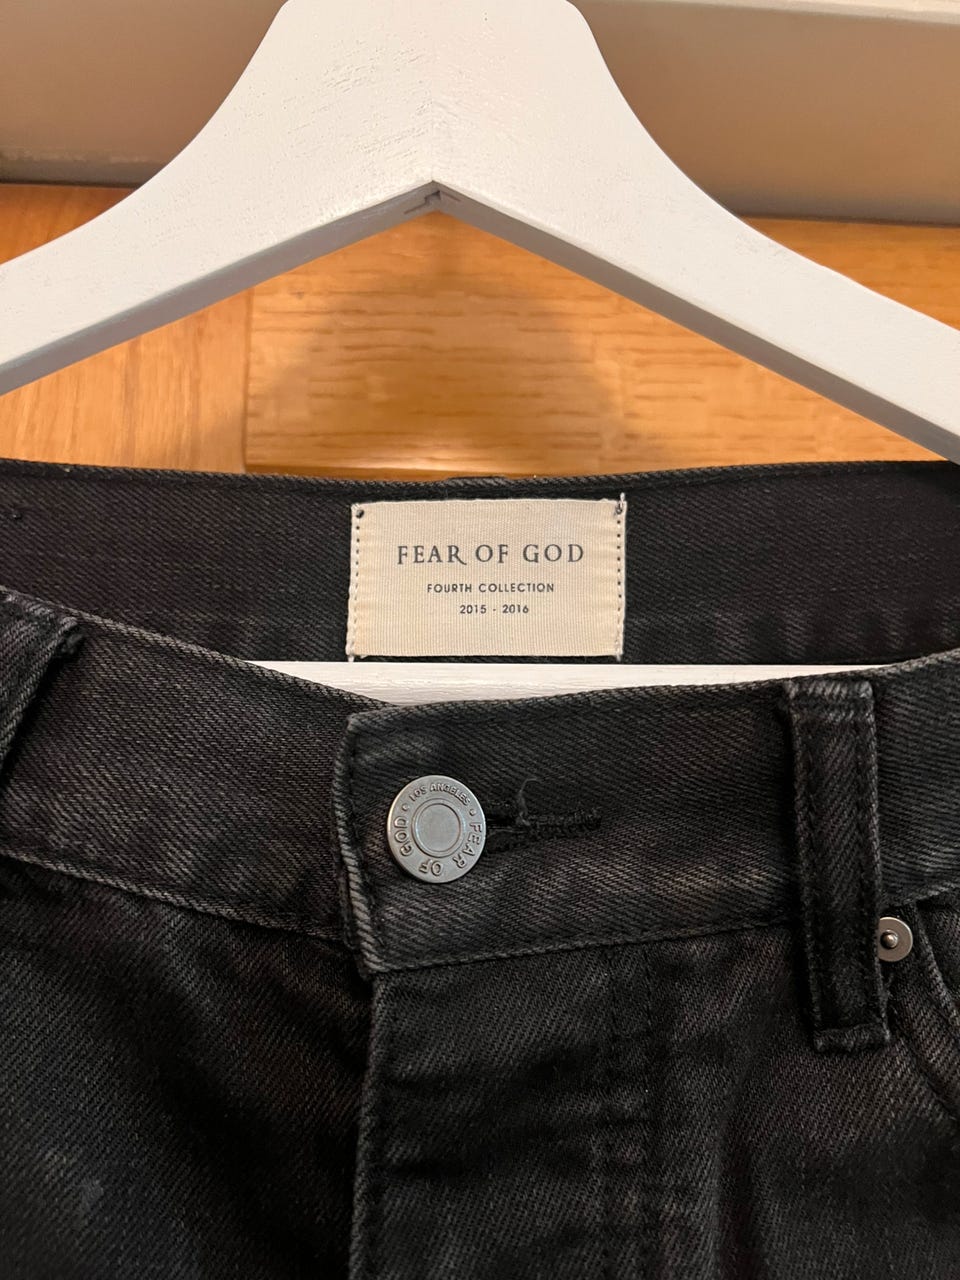 FEAR OF GOD
FOURTH COLLECTION
2015 - 2016
LOS ANGELES
FEAR OF GOD